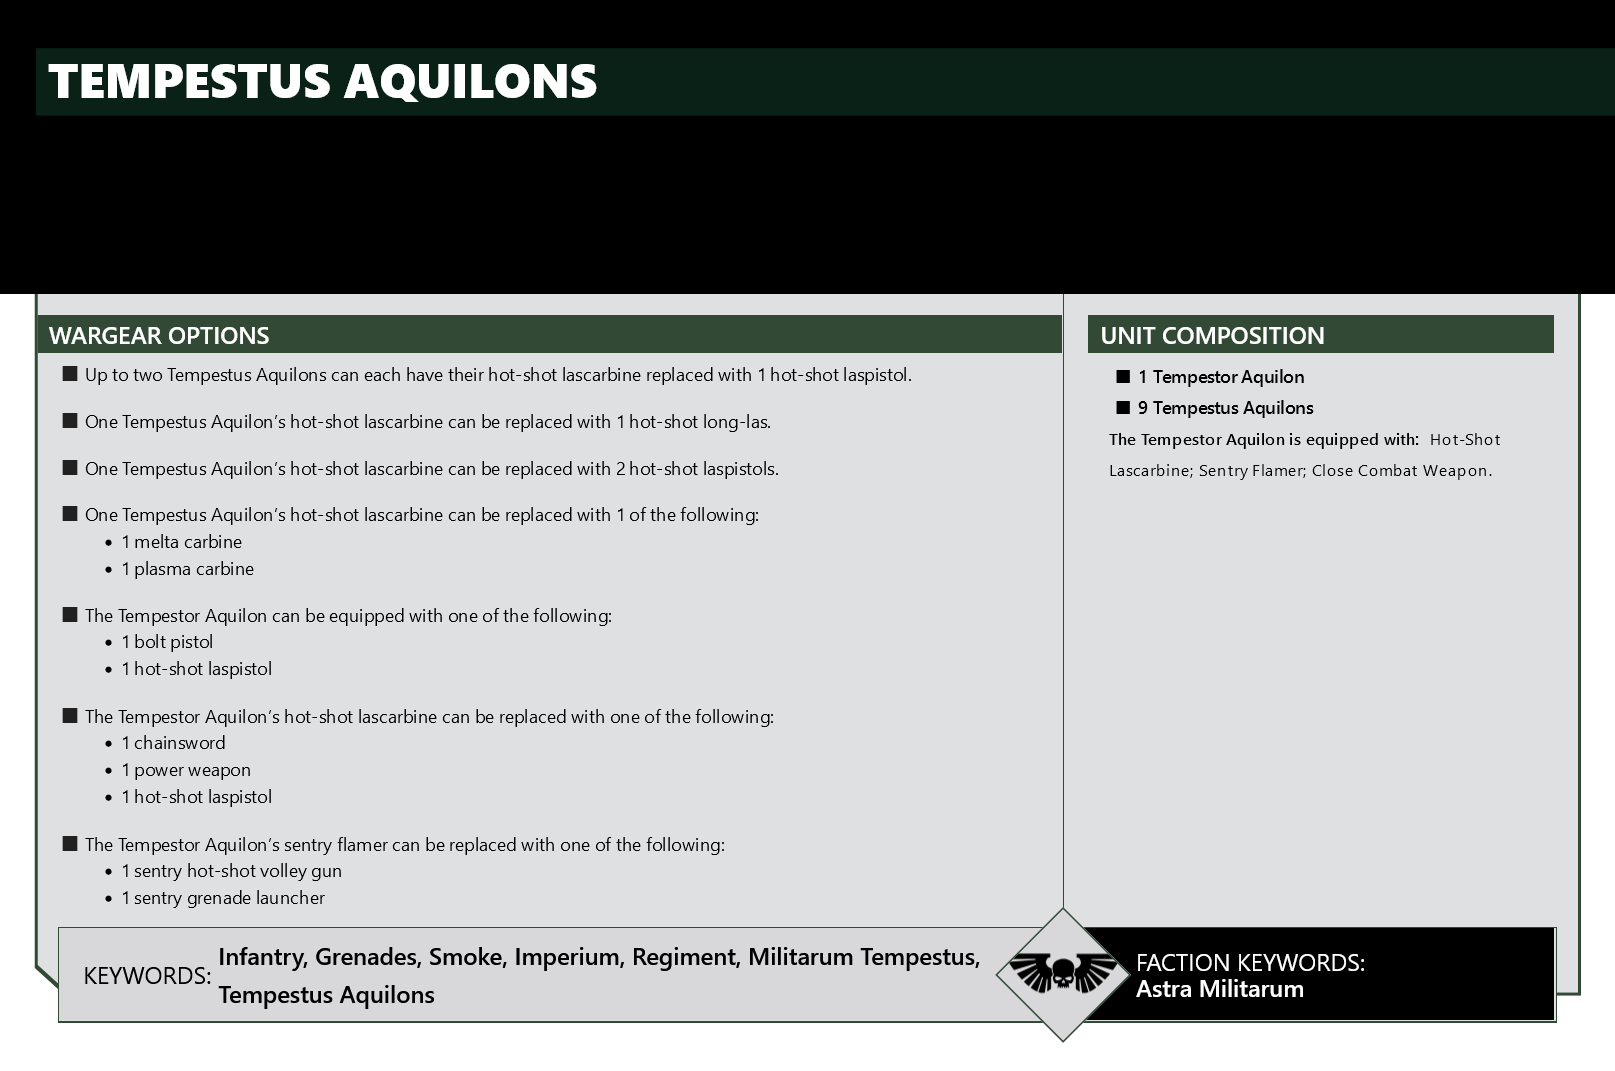 TEMPESTUS AQUILONS
WARGEAR OPTIONS
■ Up to two Tempestus Aquilons can each have their hot-shot lascarbine replaced with 1 hot-shot laspistol.
■ One Tempestus Aquilon’s hot-shot lascarbine can be replaced with 1 hot-shot long-las.
■ One Tempestus Aquilon’s hot-shot lascarbine can be replaced with 2 hot-shot laspistols.
■ One Tempestus Aquilon’s hot-shot lascarbine can be replaced with 1 of the following:
• 1 melta carbine
• 1 plasma carbine
■ The Tempestor Aquilon can be equipped with one of the following:
• 1 bolt pistol
• 1 hot-shot laspistol
■ The Tempestor Aquilon’s hot-shot lascarbine can be replaced with one of the following:
• 1 chainsword
• 1 power weapon
• 1 hot-shot laspistol
■ The Tempestor Aquilon’s sentry flamer can be replaced with one of the following:
• 1 sentry hot-shot volley gun
• 1 sentry grenade launcher
UNIT COMPOSITION
■ 1 Tempestor Aquilon
■ 9 Tempestus Aquilons
The Tempestor Aquilon is equipped with: Hot-Shot
Lascarbine; Sentry Flamer; Close Combat Weapon.
KEYWORDS: Infantry, Grenades, Smoke, Imperium, Regiment, Militarum Tempestus,
Tempestus Aquilons
FACTION KEYWORDS:
Astra Militarum